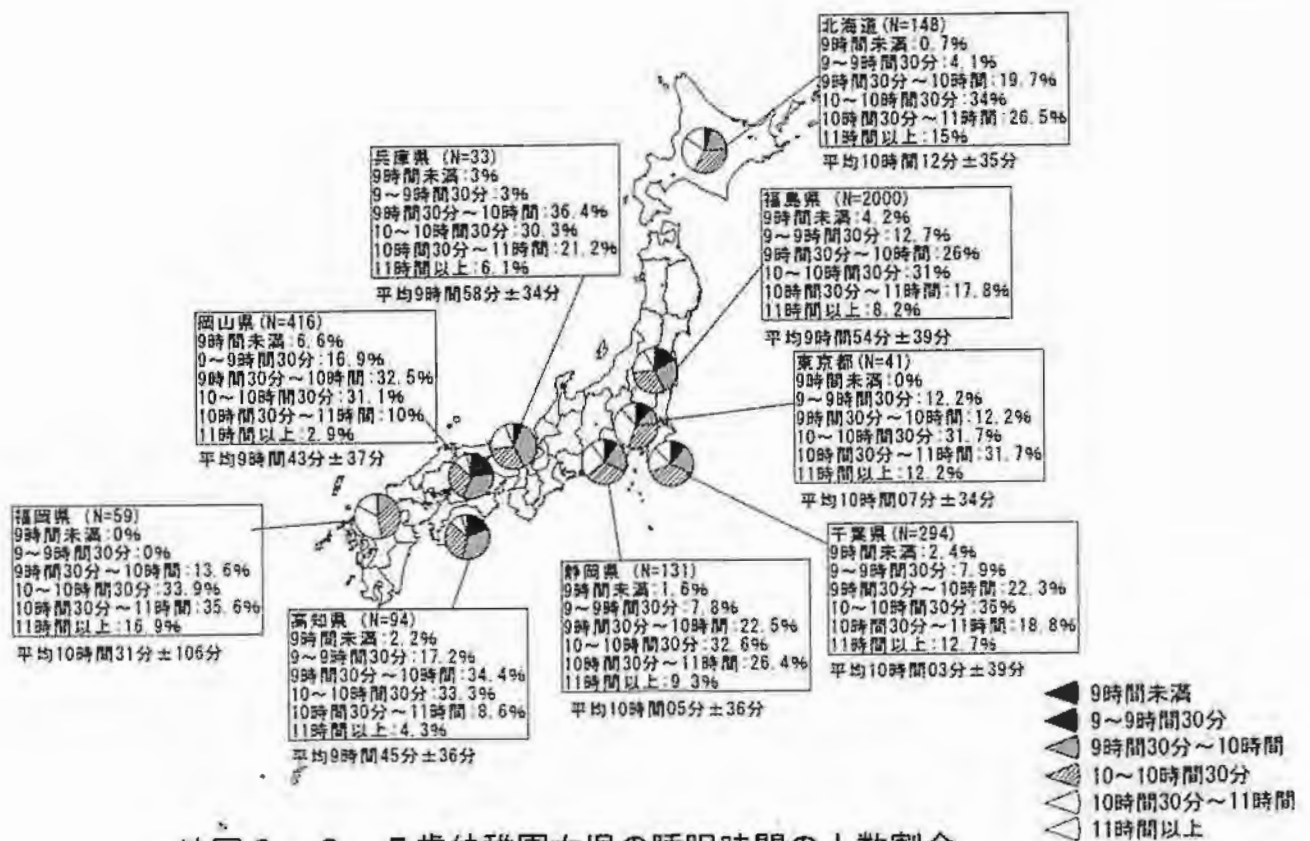 北海道(N=148)
9時間未満:0.7%
9～9時間30分:4.1%
9時間30分～10時間:19.7%
10～10時間30分:34%
10時間30分～11時間:26.5%
11時間以上:15%
平均10時間12分±35分
兵庫県 (N=33)
9時間未満:3%
9～9時間30分:3%
9時間30分～10時間:36.4%
10～10時間30分:30.3%
10時間30分～11時間:21.2%
11時間以上:6.1%
平均9時間58分±34分
福島県 (N=2000)
9時間未満:4.2%
9～9時間30分:12.7%
9時間30分～10時間:26%
10～10時間30分:31%
10時間30分～11時間:17.8%
11時間以上:8.2%
平均9時間54分±39分
岡山県(N=416)
9時間未満:6.6%
9～9時間30分:16.9%
9時間30分～10時間:32.5%
10～10時間30分:31.1%
10時間30分～11時間:10%
11時間以上:2.9%
平均9時間43分±37分
東京都(N=41)
9時間未満:0%
9～9時間30分:12.2%
9時間30分～10時間:12.2%
10～10時間30分:31.7%
10時間30分～11時間:31.7%
11時間以上:12.2%
平均10時間07分±34分
福岡県 (N=59)
9時間未満:0%
9～9時間30分:0%
9時間30分～10時間:13.6%
10～10時間30分:33.9%
10時間30分～11時間:35.6%
11時間以上:16.9%
平均10時間31分±106分
高知県 (N=94)
9時間未満:2.2%
9～9時間30分:17.2%
9時間30分～10時間:34.4%
10～10時間30分:33.3%
10時間30分～11時間:8.6%
11時間以上:4.3%
平均9時間45分±36分
静岡県 (N=131)
9時間未満:1.6%
9～9時間30分:7.8%
9時間30分～10時間:22.5%
10～10時間30分:32.6%
10時間30分～11時間:26.4%
11時間以上:9.3%
平均10時間05分±36分
千葉県(N=294)
9時間未満:2.4%
9～9時間30分:7.9%
9時間30分～10時間:22.3%
10～10時間30分:36%
10時間30分～11時間:18.8%
11時間以上:12.7%
平均10時間03分±39分
9時間未満
9～9時間30分
9時間30分～10時間
10～10時間30分
10時間30分～11時間
11時間以上
5歳幼稚園女児の睡眠時間の人数割合